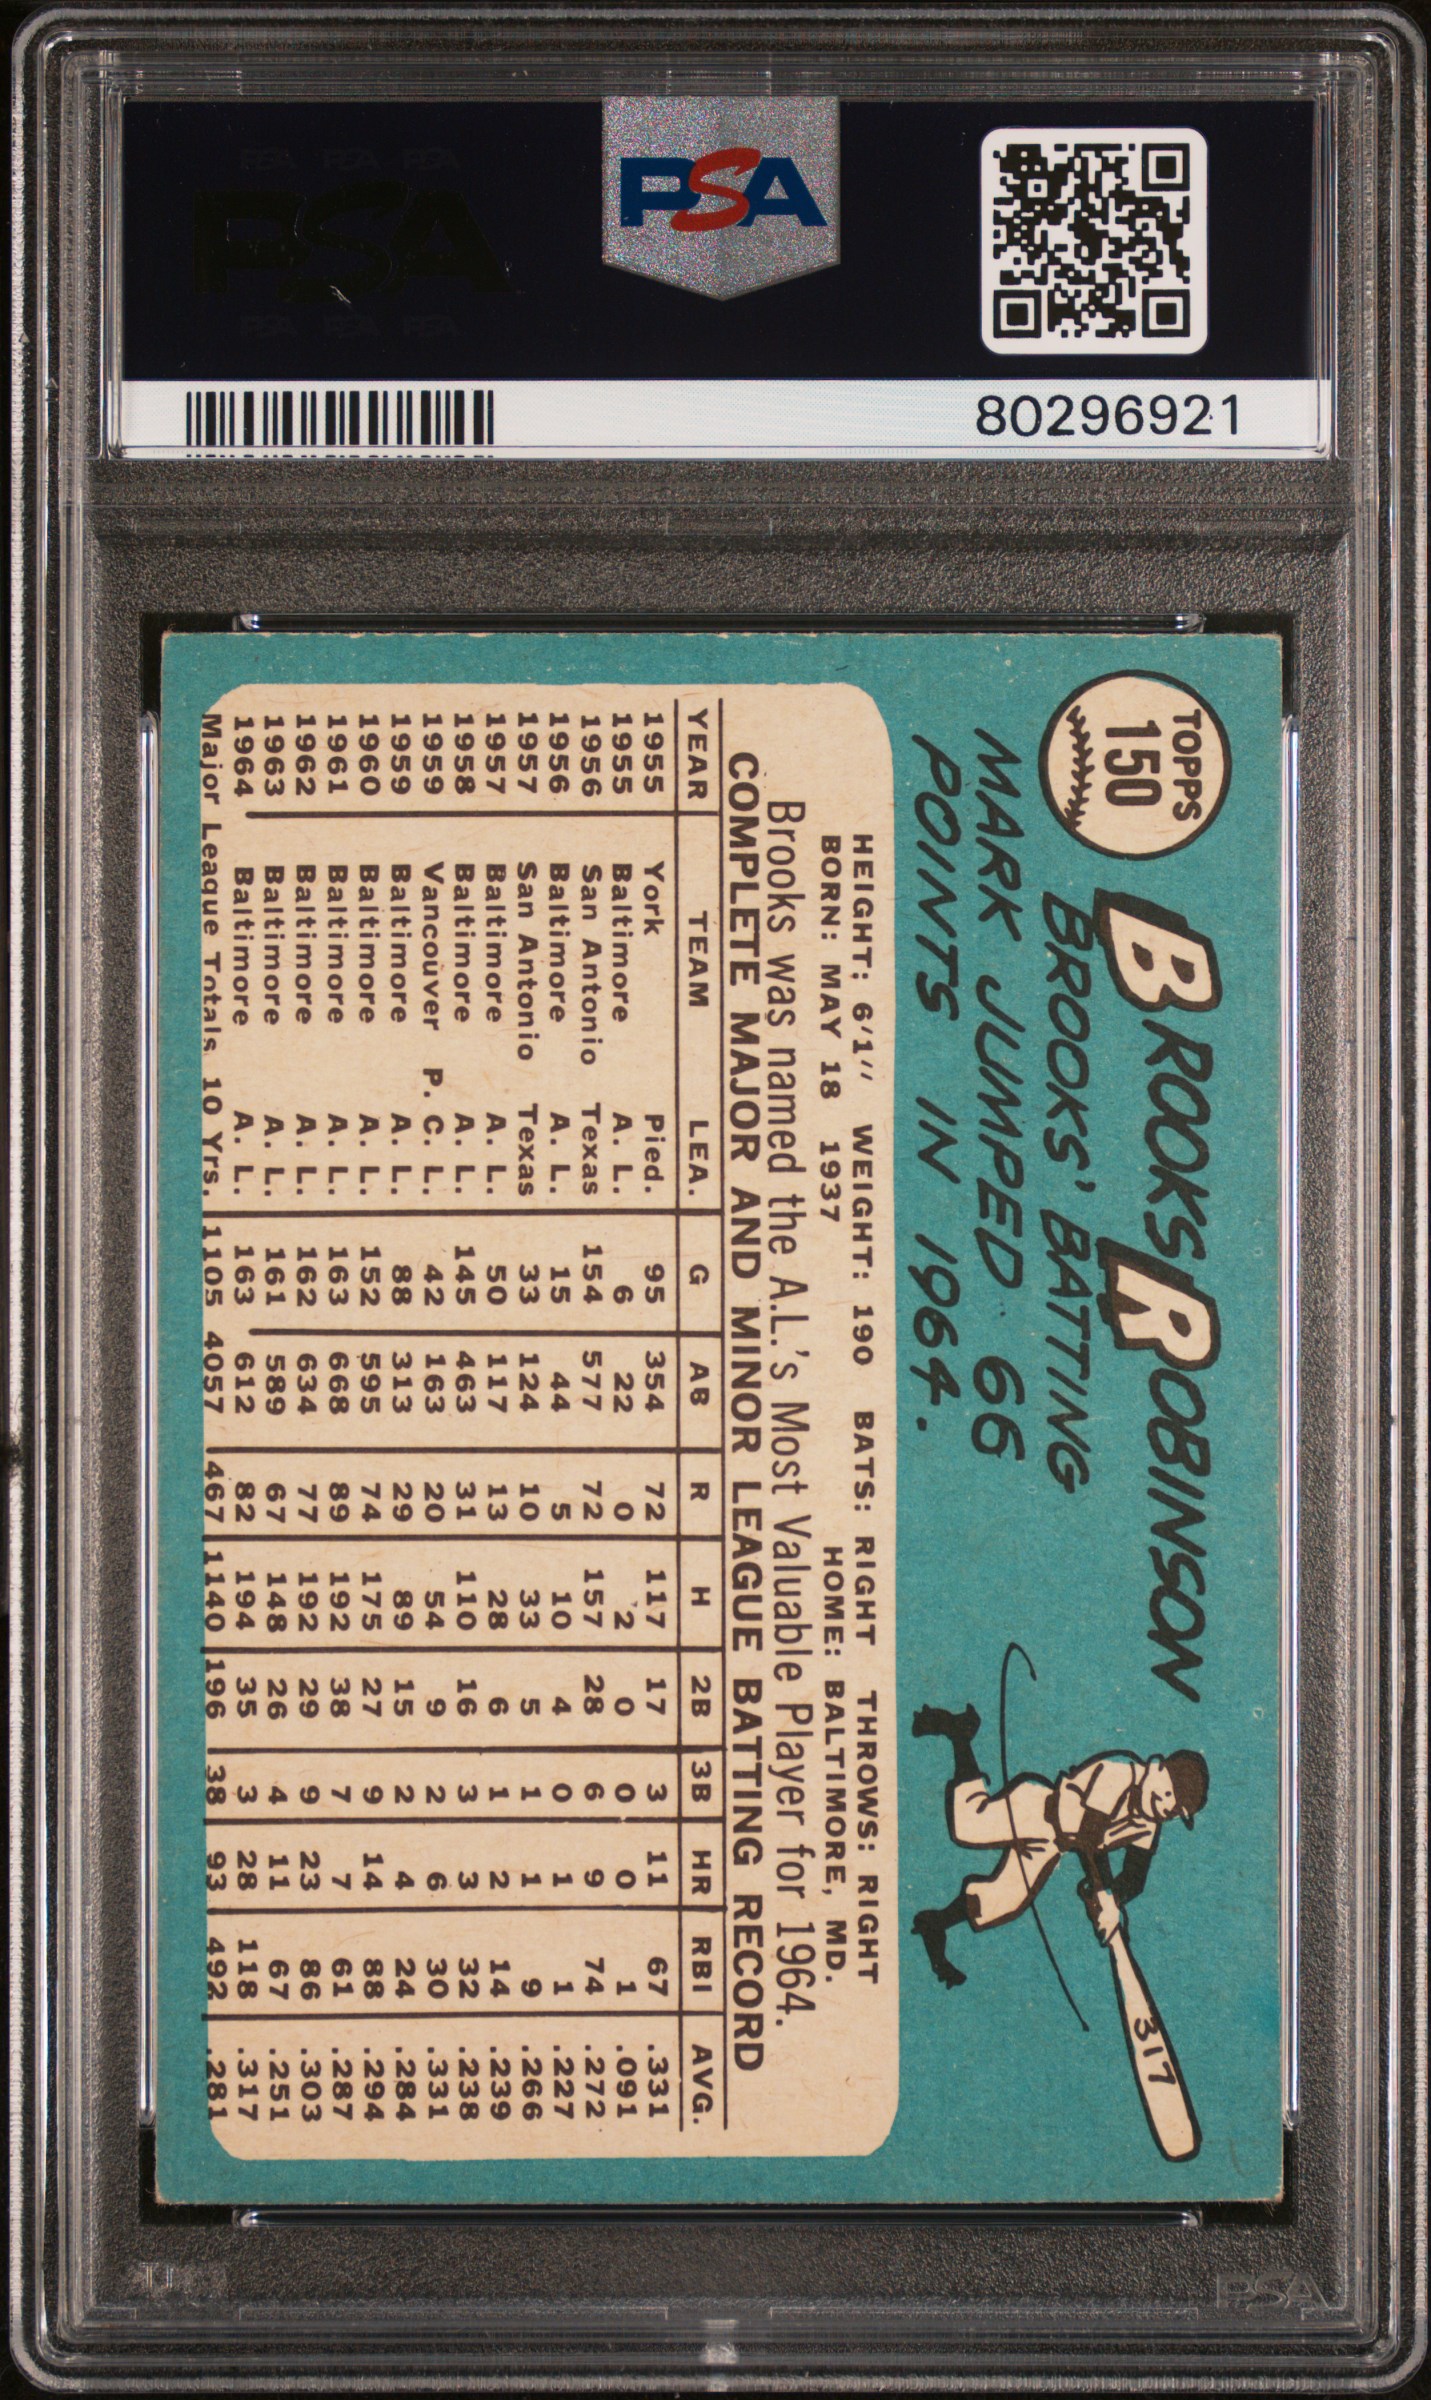 PSA
80296921
TOPPS
150
BROOKS ROBINSON
BROOKS' BATTING
MARK JUMPED 66
POINTS IN 1964.
317
HEIGHT: 6'1" WEIGHT: 190 BATS: RIGHT THROWS: RIGHT
BORN: MAY 18 1937 HOME: BALTIMORE, MD.
Brooks was named the A.L.'s Most Valuable Player for 1964.
COMPLETE MAJOR AND MINOR LEAGUE BATTING RECORD
YEAR TEAM LEA. G AB R H 2B 3B HR RBI AVG.
1955 York Pied. 95 354 72 117 17 3 11 67 .331
1955 Baltimore A. L. 6 22 0 2 0 0 0 1 .091
1956 San Antonio Texas 154 577 72 157 28 6 9 74 .272
1956 Baltimore A. L. 15 44 5 10 4 0 1 1 .227
1957 San Antonio Texas 33 124 10 33 5 1 1 9 .266
1957 Baltimore A. L. 50 117 13 28 6 1 2 14 .239
1958 Baltimore A. L. 145 463 31 110 16 3 3 32 .238
1959 Vancouver P. C. L. 42 163 20 54 9 2 6 30 .331
1959 Baltimore A. L. 88 313 29 89 15 2 4 24 .284
1960 Baltimore A. L. 152 595 74 175 27 9 14 88 .294
1961 Baltimore A. L. 163 668 89 192 38 7 7 61 .287
1962 Baltimore A. L. 162 634 77 192 29 9 23 86 .303
1963 Baltimore A. L. 161 589 67 148 26 4 11 67 .251
1964 Baltimore A. L. 163 612 82 194 35 3 28 118 .317
Major League Totals 10 Yrs. 1105 4057 467 1140 196 38 93 492 .281
PSA